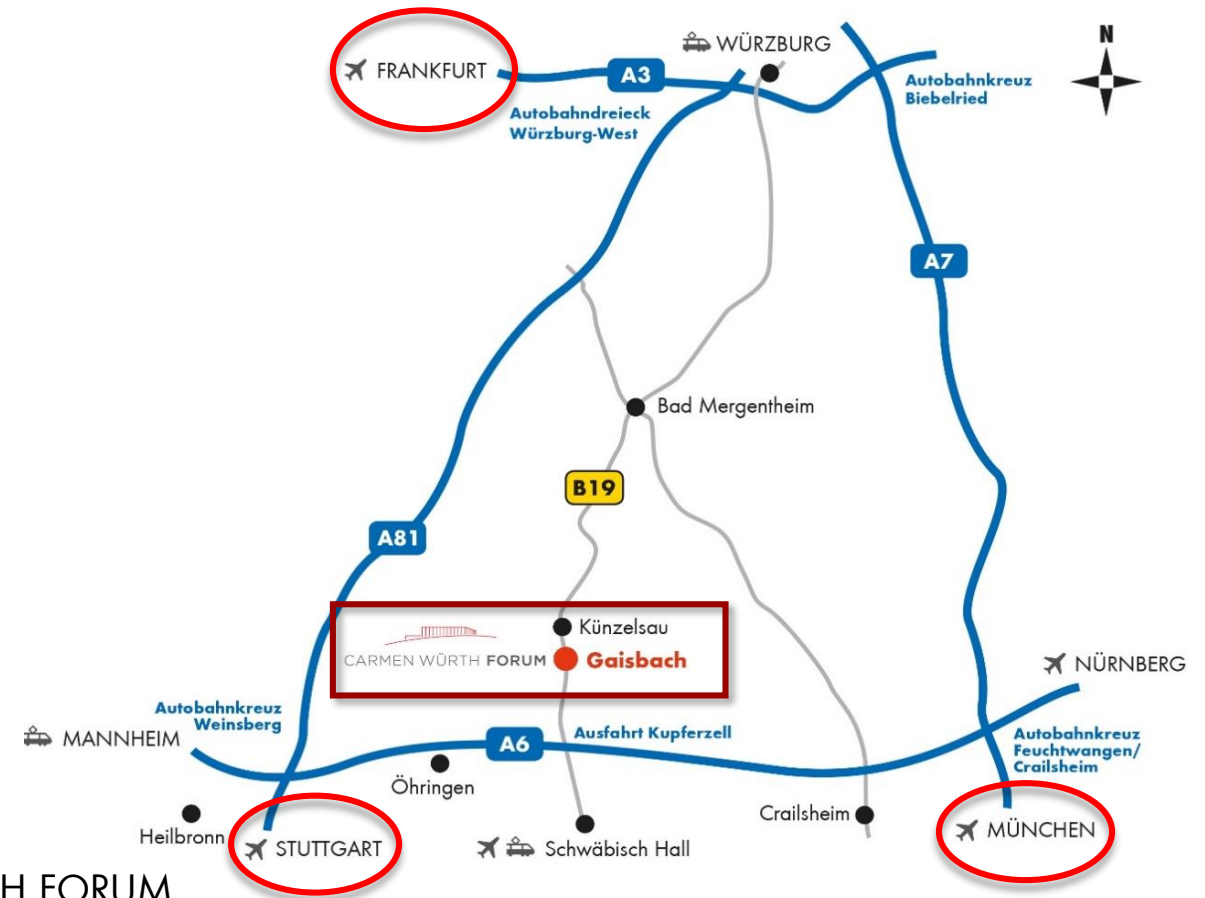 N
WÜRZBURG
FRANKFURT
A3
Autobahnkreuz
Biebelried
Autobahndreieck
Würzburg-West
A7
Bad Mergentheim
B19
A81
Künzelsau
CARMEN WÜRTH FORUM
Gaisbach
NÜRNBERG
Autobahnkreuz
Weinsberg
MANNHEIM
A6
Ausfahrt Kupferzell
Autobahnkreuz
Feuchtwangen/
Crailsheim
Öhringen
Heilbronn
Crailsheim
MÜNCHEN
STUTTGART
Schwäbisch Hall
H FORUM